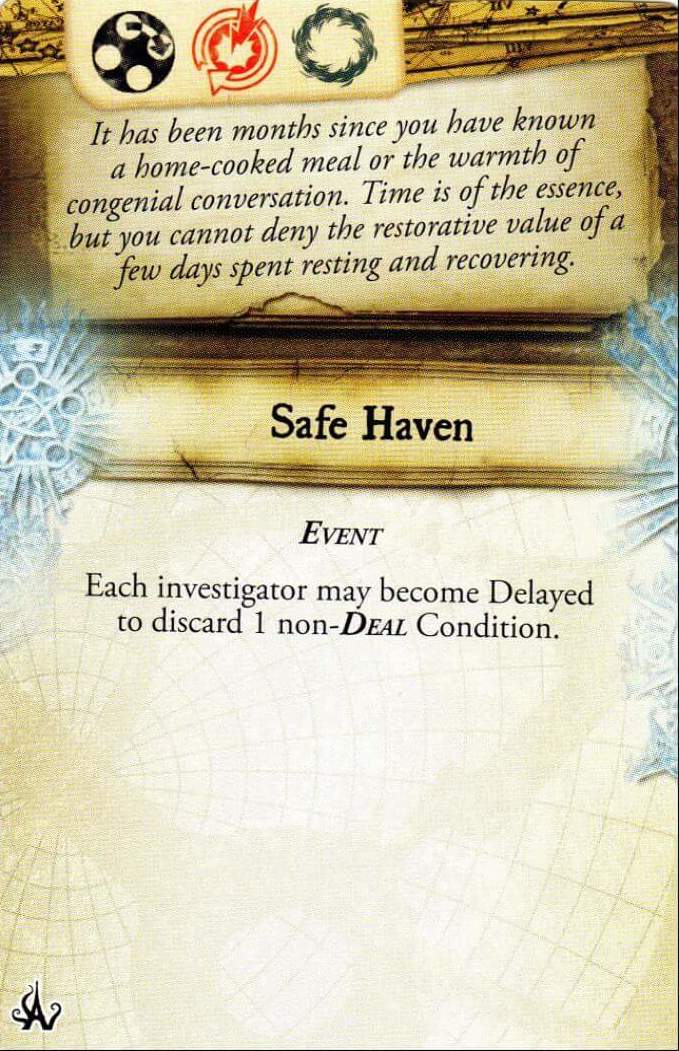 It has been months since you have known
a home-cooked meal or the warmth of
congenial conversation. Time is of the essence,
but you cannot deny the restorative value of a
few days spent resting and recovering.
Safe Haven
EVENT
Each investigator may become Delayed
to discard 1 non-DEAL Condition.